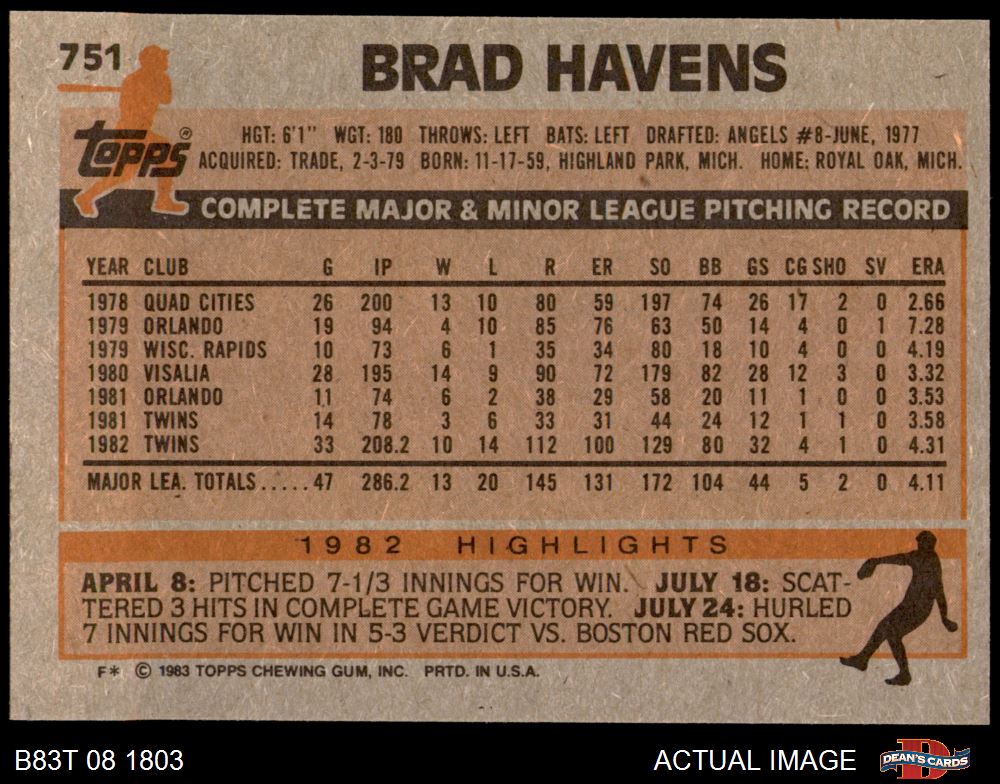 751
BRAD HAVENS
topps®
HGT: 6'1" WGT: 180 THROWS: LEFT BATS: LEFT DRAFTED: ANGELS #8-JUNE, 1977
ACQUIRED: TRADE, 2-3-79 BORN: 11-17-59, HIGHLAND PARK, MICH. HOME: ROYAL OAK, MICH.
COMPLETE MAJOR & MINOR LEAGUE PITCHING RECORD
YEAR CLUB G IP W L R ER SO BB GS CG SHO SV ERA
1978 QUAD CITIES 26 200 13 10 80 59 197 74 26 17 2 0 2.66
1979 ORLANDO 19 94 4 10 85 76 63 50 14 4 0 1 7.28
1979 WISC. RAPIDS 10 73 6 1 35 34 80 18 10 4 0 0 4.19
1980 VISALIA 28 195 14 9 90 72 179 82 28 12 3 0 3.32
1981 ORLANDO 11 74 6 2 38 29 58 20 11 1 0 0 3.53
1981 TWINS 14 78 3 6 33 31 44 24 12 1 1 0 3.58
1982 TWINS 33 208.2 10 14 112 100 129 80 32 4 1 0 4.31
MAJOR LEA. TOTALS.....47 286.2 13 20 145 131 172 104 44 5 2 0 4.11
1982 HIGHLIGHTS
APRIL 8: PITCHED 7-1/3 INNINGS FOR WIN. JULY 18: SCAT-
TERED 3 HITS IN COMPLETE GAME VICTORY. JULY 24: HURLED
7 INNINGS FOR WIN IN 5-3 VERDICT VS. BOSTON RED SOX.
F* © 1983 TOPPS CHEWING GUM, INC. PRTD. IN U.S.A.
B83T 08 1803
ACTUAL IMAGE
DEAN'S CARDS